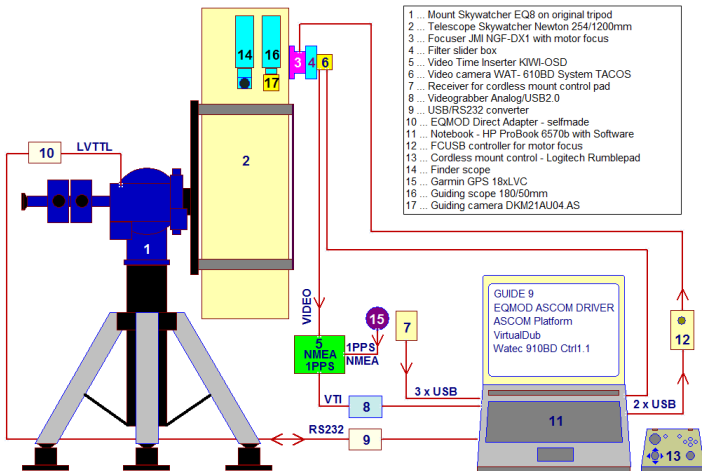 1 ... Mount Skywatcher EQ8 on original tripod
2 ... Telescope Skywatcher Newton 254/1200mm
3 ... Focuser JMI NGF-DX1 with motor focus
4 ... Filter slider box
5 ... Video Time Inserter KIWI-OSD
6 ... Video camera WAT- 610BD System TACOS
7 ... Receiver for cordless mount control pad
8 ... Videograbber Analog/USB2.0
9 ... USB/RS232 converter
10 ... EQMOD Direct Adapter - selfmade
11 ... Notebook - HP ProBook 6570b with Software
12 ... FCUSB controller for motor focus
13 ... Cordless mount control - Logitech Rumblepad
14 ... Finder scope
15 ... Garmin GPS 18xLVC
16 ... Guiding scope 180/50mm
17 ... Guiding camera DKM21AU04.AS
14
16
17
3
4
6
10
LVTTL
2
1
VIDEO
5
NMEA
1PPS
1PPS
NMEA
15
7
GUIDE 9
EQMOD ASCOM DRIVER
ASCOM Platform
VirtualDub
Watec 910BD Ctrl1.1
12
3 x USB
VTI
8
11
2 x USB
RS232
9
13